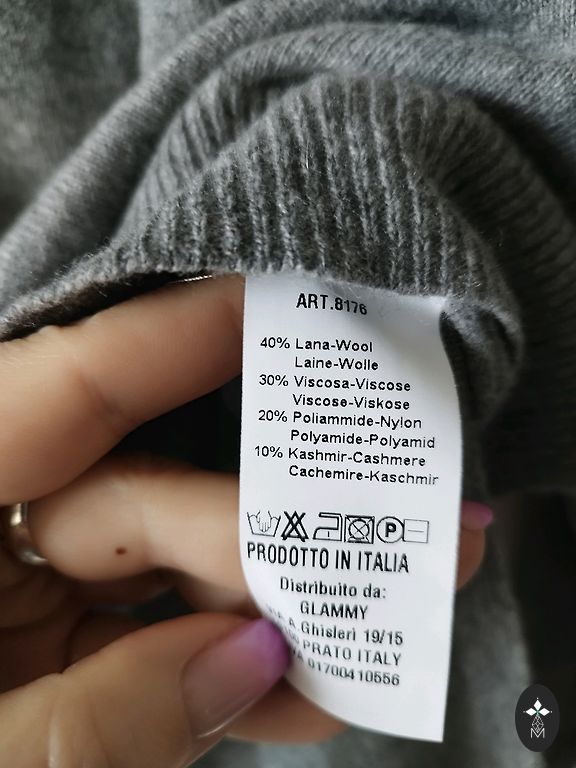 ART.8176
40% Lana-Wool
Laine-Wolle
30% Viscosa-Viscose
Viscose-Viskose
20% Poliammide-Nylon
Polyamide-Polyamid
10% Kashmir-Cashmere
Cachemire-Kaschmir
P
PRODOTTO IN ITALIA
Distribuito da:
GLAMMY
A.Ghisleri 19/15
PRATO ITALY
01700410556
M